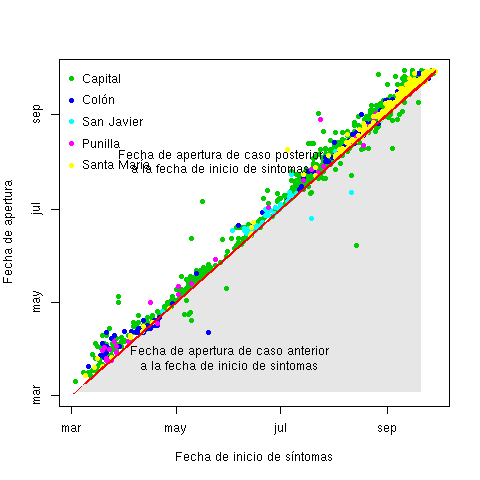 Capital
Colón
San Javier
Punilla
Santa María
Fecha de apertura de caso posterior
a la fecha de inicio de sintomas
Fecha de apertura de caso anterior
a la fecha de inicio de sintomas
sep
jul
may
mar
Fecha de apertura
mar
may
jul
sep
Fecha de inicio de síntomas